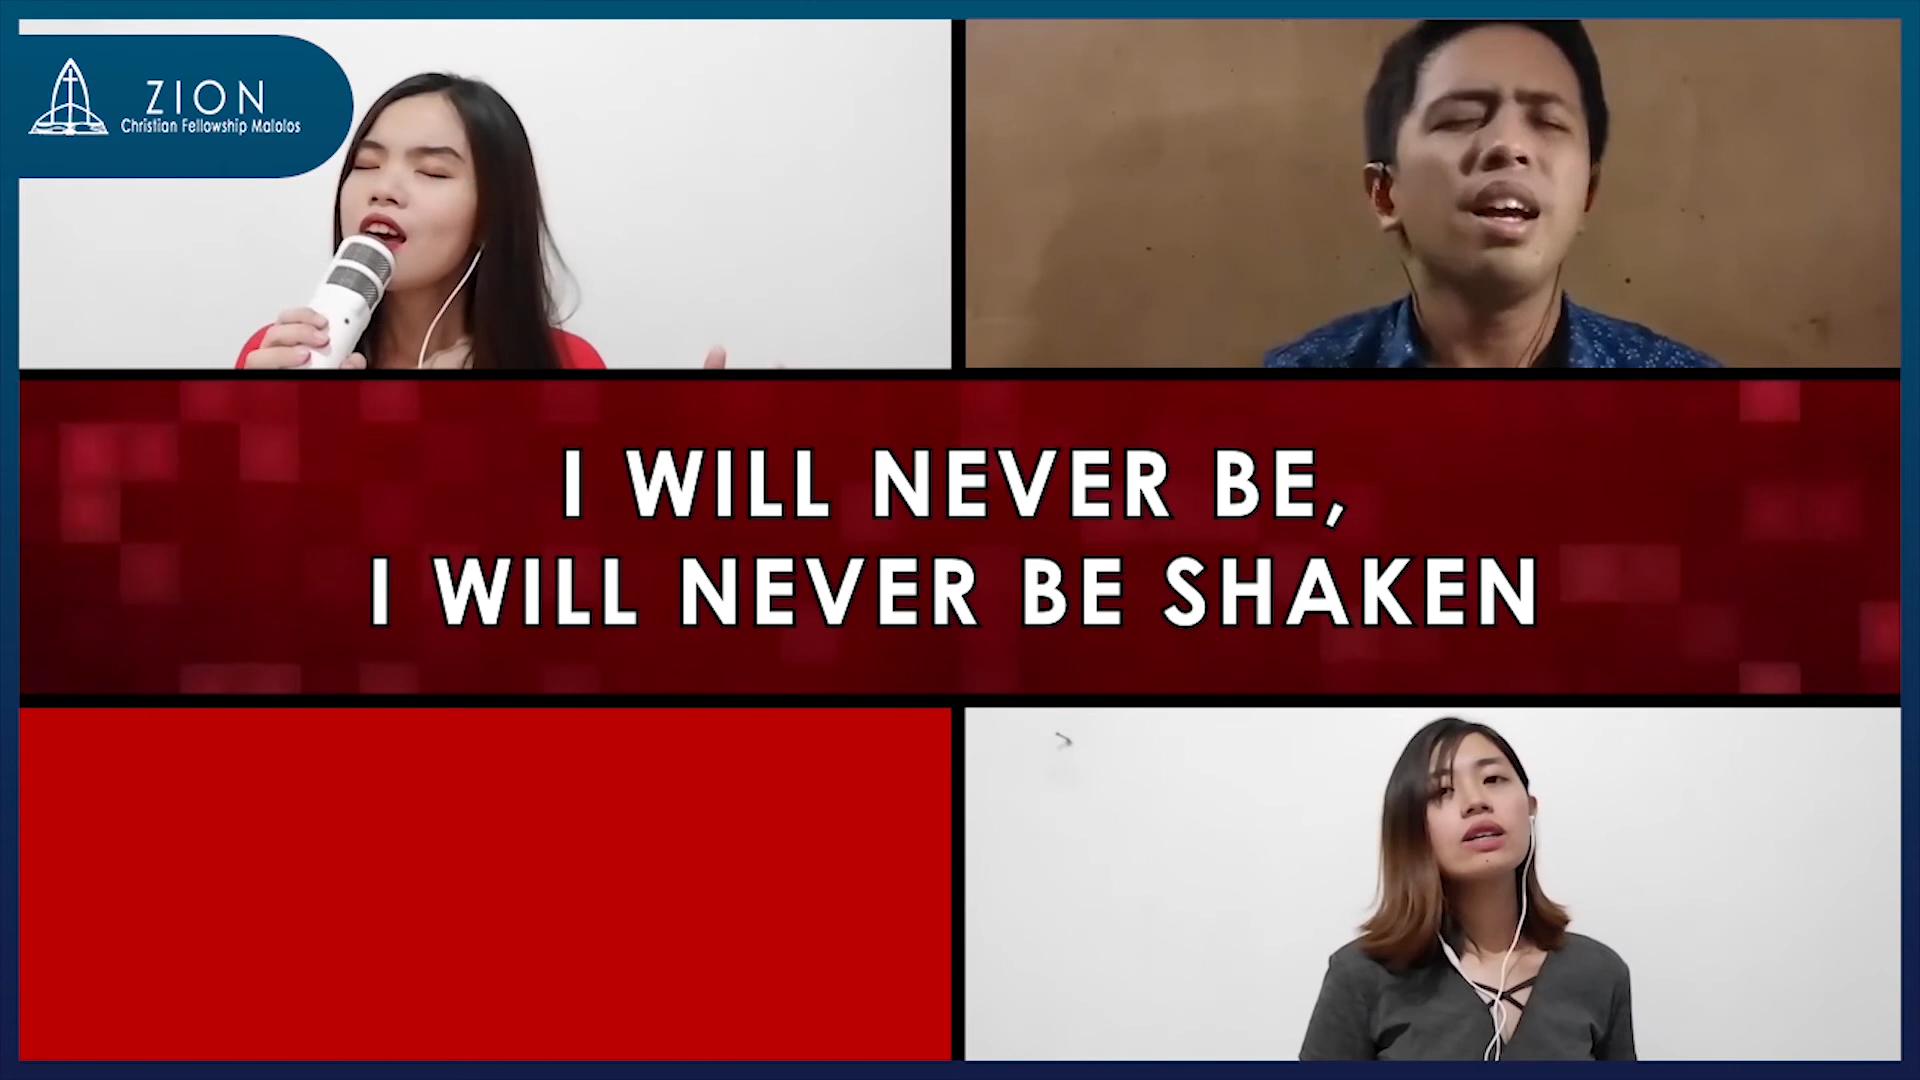 ZION
Christian Fellowship Malolos
I WILL NEVER BE,
I WILL NEVER BE SHAKEN